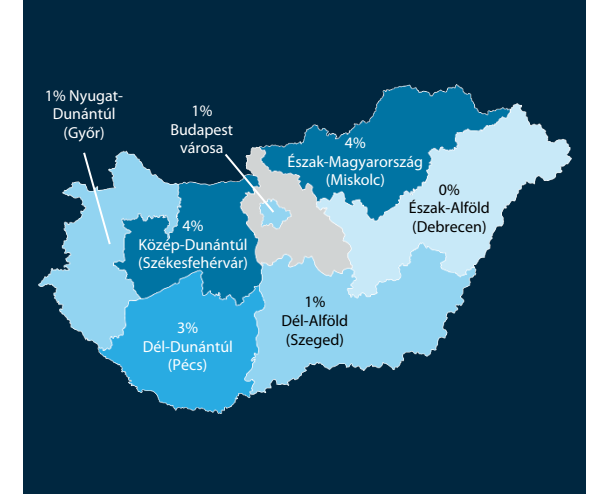 1% Nyugat-
Dunántúl
(Győr)
1%
Budapest
városa
4%
Észak-Magyarország
(Miskolc)
0%
Észak-Alföld
(Debrecen)
4%
Közép-Dunántúl
(Székesfehérvár)
1%
Dél-Alföld
(Szeged)
3%
Dél-Dunántúl
(Pécs)